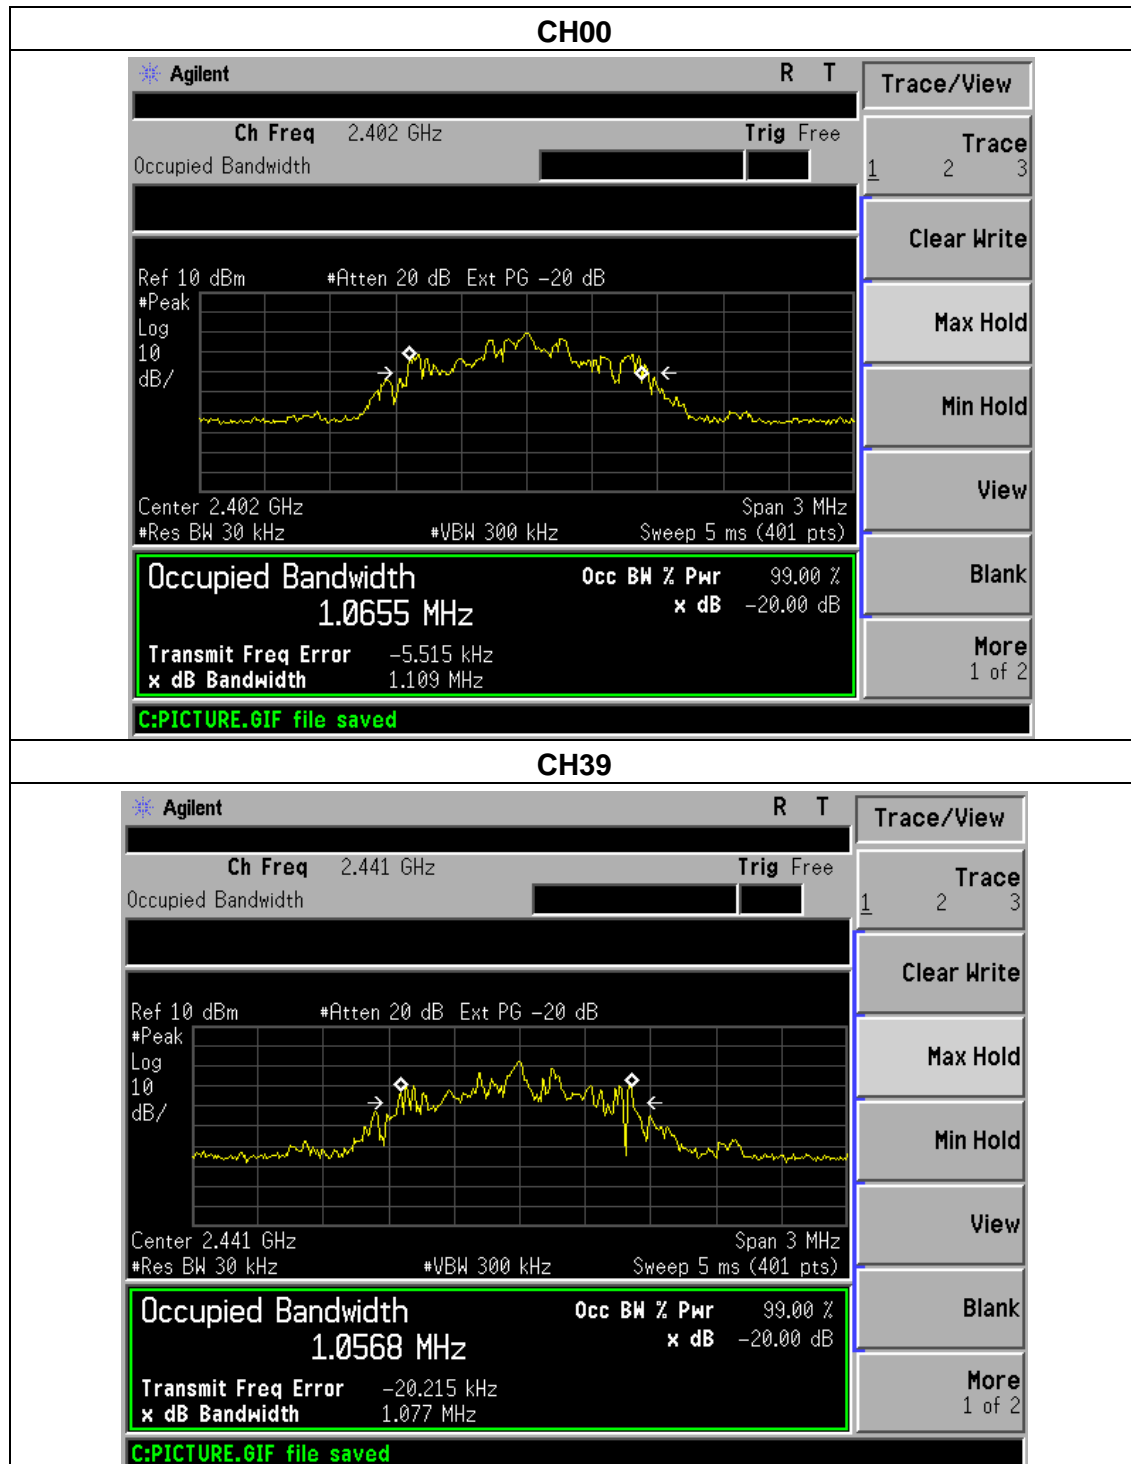 CH00
Agilent R T
Trace/View
Ch Freq 2.402 GHz Trig Free
Occupied Bandwidth
Trace
1 2 3
Clear Write
Ref 10 dBm #Atten 20 dB Ext PG -20 dB
#Peak
Log
10
dB/
Max Hold
Min Hold
View
Center 2.402 GHz Span 3 MHz
#Res BW 30 kHz #VBW 300 kHz Sweep 5 ms (401 pts)
Occupied Bandwidth Occ BW % Pwr 99.00 %
1.0655 MHz x dB -20.00 dB
Blank
Transmit Freq Error -5.515 kHz
x dB Bandwidth 1.109 MHz
More
1 of 2
C:PICTURE.GIF file saved
CH39
Agilent R T
Trace/View
Ch Freq 2.441 GHz Trig Free
Occupied Bandwidth
Trace
1 2 3
Clear Write
Ref 10 dBm #Atten 20 dB Ext PG -20 dB
#Peak
Log
10
dB/
Max Hold
Min Hold
View
Center 2.441 GHz Span 3 MHz
#Res BW 30 kHz #VBW 300 kHz Sweep 5 ms (401 pts)
Occupied Bandwidth Occ BW % Pwr 99.00 %
1.0568 MHz x dB -20.00 dB
Blank
Transmit Freq Error -20.215 kHz
x dB Bandwidth 1.077 MHz
More
1 of 2
C:PICTURE.GIF file saved